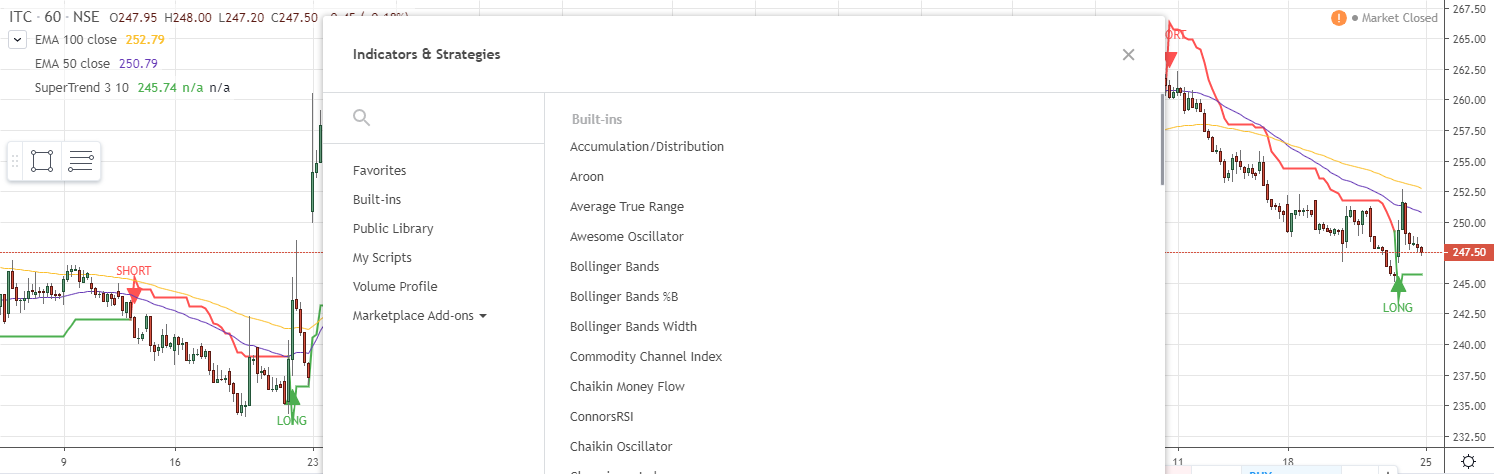 ITC · 60 · NSE O247.95 H248.00 L247.20 C247.50
EMA 100 close 252.79
EMA 50 close 250.79
SuperTrend 3 10 245.74 n/a n/a
SHORT
LONG
Indicators & Strategies
Favorites
Built-ins
Public Library
My Scripts
Volume Profile
Marketplace Add-ons
Built-ins
Accumulation/Distribution
Aroon
Average True Range
Awesome Oscillator
Bollinger Bands
Bollinger Bands %B
Bollinger Bands Width
Commodity Channel Index
Chaikin Money Flow
ConnorsRSI
Chaikin Oscillator
Market Closed
LONG
267.50
265.00
262.50
260.00
257.50
255.00
252.50
250.00
247.50
245.00
242.50
240.00
237.50
235.00
232.50
9 16 23 11 18 25